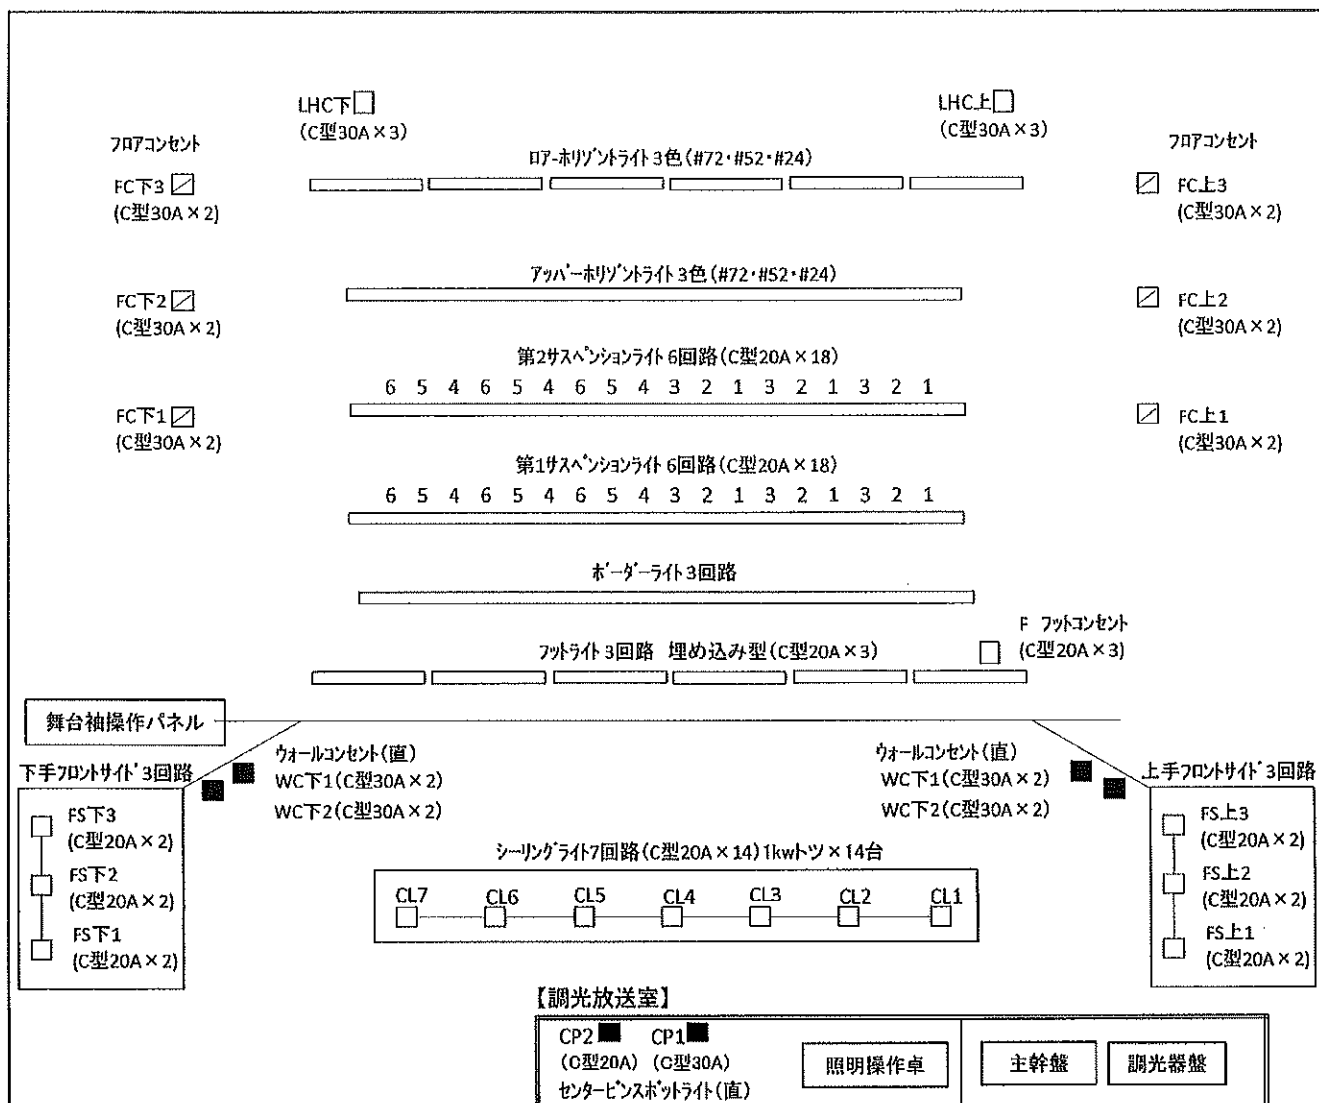 LHC下
(C型30A×3)
LHC上
(C型30A×3)
フロアコンセント
FC下3
(C型30A×2)
ロアーホリゾントライト 3色(#72・#52・#24)
フロアコンセント
FC上3
(C型30A×2)
アッパーホリゾントライト 3色(#72・#52・#24)
FC下2
(C型30A×2)
FC上2
(C型30A×2)
第2サスペンションライト 6回路(C型20A×18)
6 5 4 6 5 4 6 5 4 3 2 1 3 2 1 3 2 1
FC下1
(C型30A×2)
FC上1
(C型30A×2)
第1サスペンションライト 6回路(C型20A×18)
6 5 4 6 5 4 6 5 4 3 2 1 3 2 1 3 2 1
ボーダーライト 3回路
F フットコンセント
(C型20A×3)
フットライト 3回路 埋め込み型(C型20A×3)
舞台袖操作パネル
下手フロントサイド 3回路
FS下3
(C型20A×2)
FS下2
(C型20A×2)
FS下1
(C型20A×2)
ウォールコンセント(直)
WC下1(C型30A×2)
WC下2(C型30A×2)
ウォールコンセント(直)
WC下1(C型30A×2)
WC下2(C型30A×2)
上手フロントサイド 3回路
FS上3
(C型20A×2)
FS上2
(C型20A×2)
FS上1
(C型20A×2)
シーリングライト7回路(C型20A×14)1kwトツ×14台
CL7 CL6 CL5 CL4 CL3 CL2 CL1
【調光放送室】
CP2 CP1
(C型20A) (C型30A)
センターピンスポットライト(直)
照明操作卓
主幹盤
調光器盤